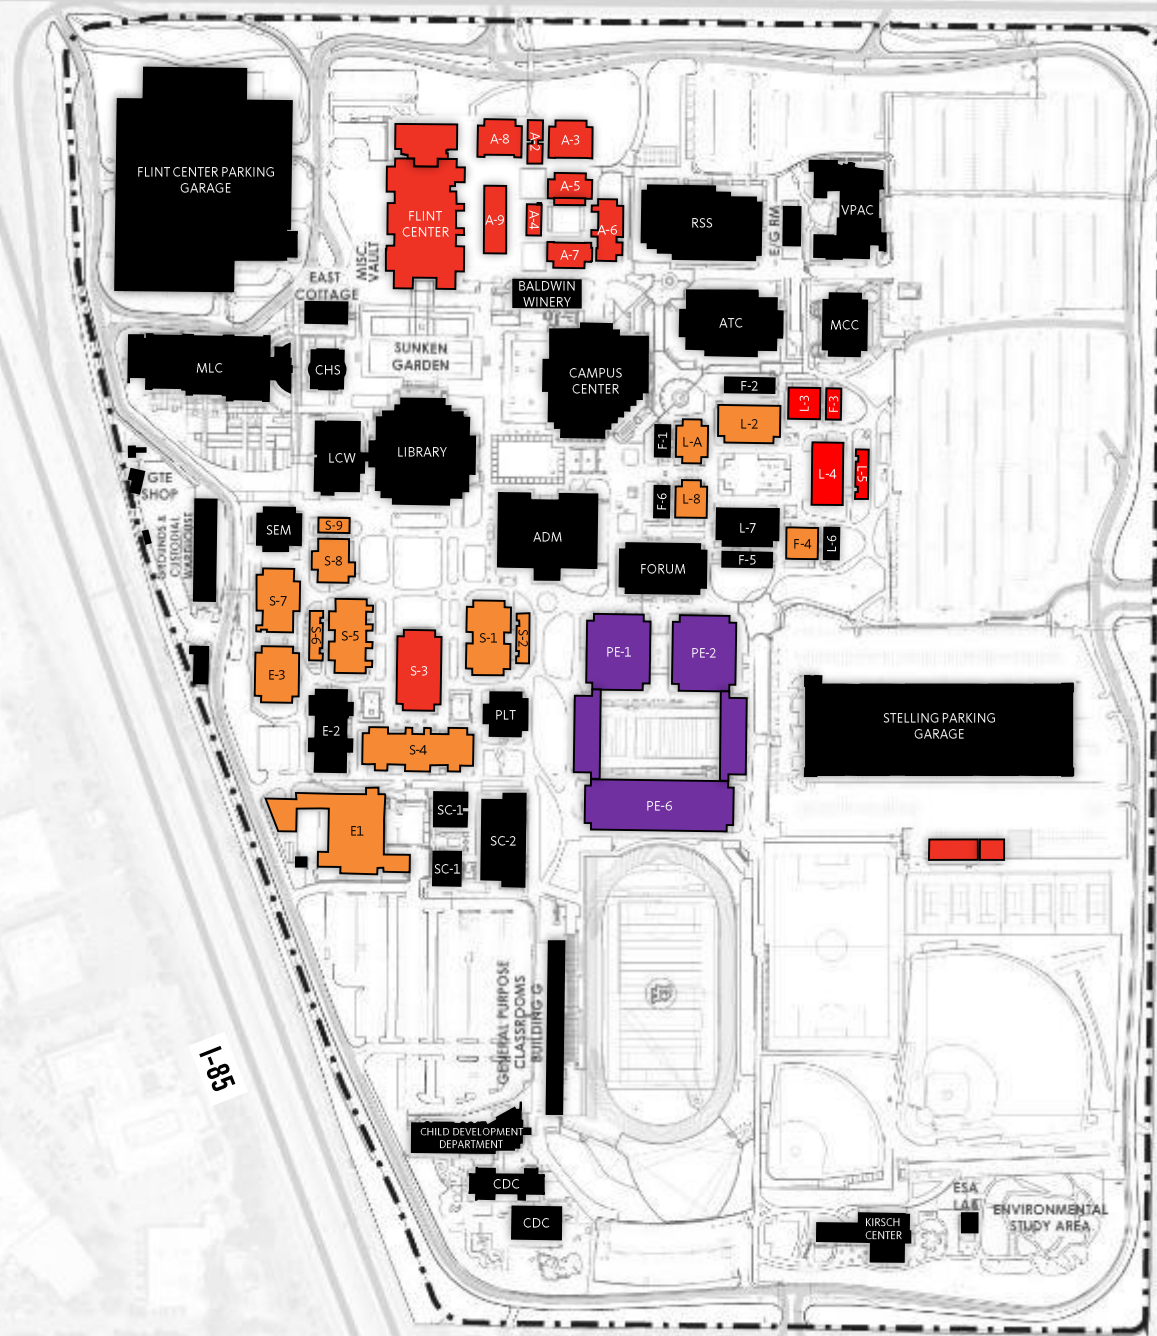 FLINT CENTER PARKING
GARAGE
A-8
A-2
A-3
A-5
A-9
A-4
A-6
A-7
FLINT
CENTER
MISC.
VAULT
RSS
E/G RM
VPAC
EAST
COTTAGE
BALDWIN
WINERY
ATC
MCC
MLC
CHS
SUNKEN
GARDEN
CAMPUS
CENTER
F-2
L-3
F-3
L-2
F-1
L-A
LCW
LIBRARY
L-4
L-5
GTE
SHOP
F-6
L-8
GROUNDS &
CUSTODIAL
WAREHOUSE
SEM
S-9
ADM
L-7
F-4
L-6
S-8
FORUM
F-5
S-7
S-6
S-5
S-1
S-2
PE-1
PE-2
E-3
S-3
E-2
PLT
STELLING PARKING
GARAGE
S-4
SC-1
PE-6
E1
SC-2
SC-1
GENERAL PURPOSE
CLASSROOMS
BUILDING G
I-85
CHILD DEVELOPMENT
DEPARTMENT
CDC
CDC
KIRSCH
CENTER
ESA
LAB
ENVIRONMENTAL
STUDY AREA